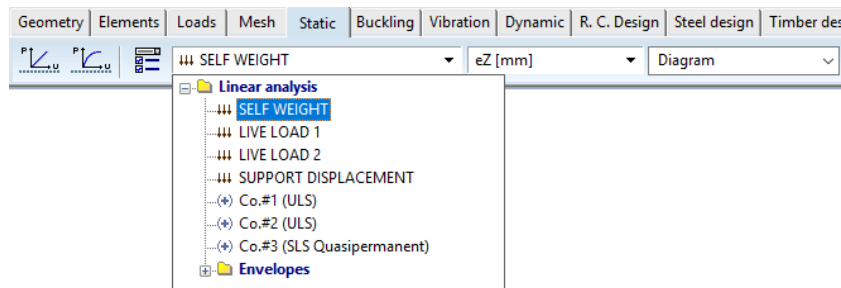 Geometry Elements Loads Mesh Static Buckling Vibration Dynamic R. C. Design Steel design Timber des
P u P u SELF WEIGHT eZ [mm] Diagram
Linear analysis
SELF WEIGHT
LIVE LOAD 1
LIVE LOAD 2
SUPPORT DISPLACEMENT
(+) Co.#1 (ULS)
(+) Co.#2 (ULS)
(+) Co.#3 (SLS Quasipermanent)
Envelopes